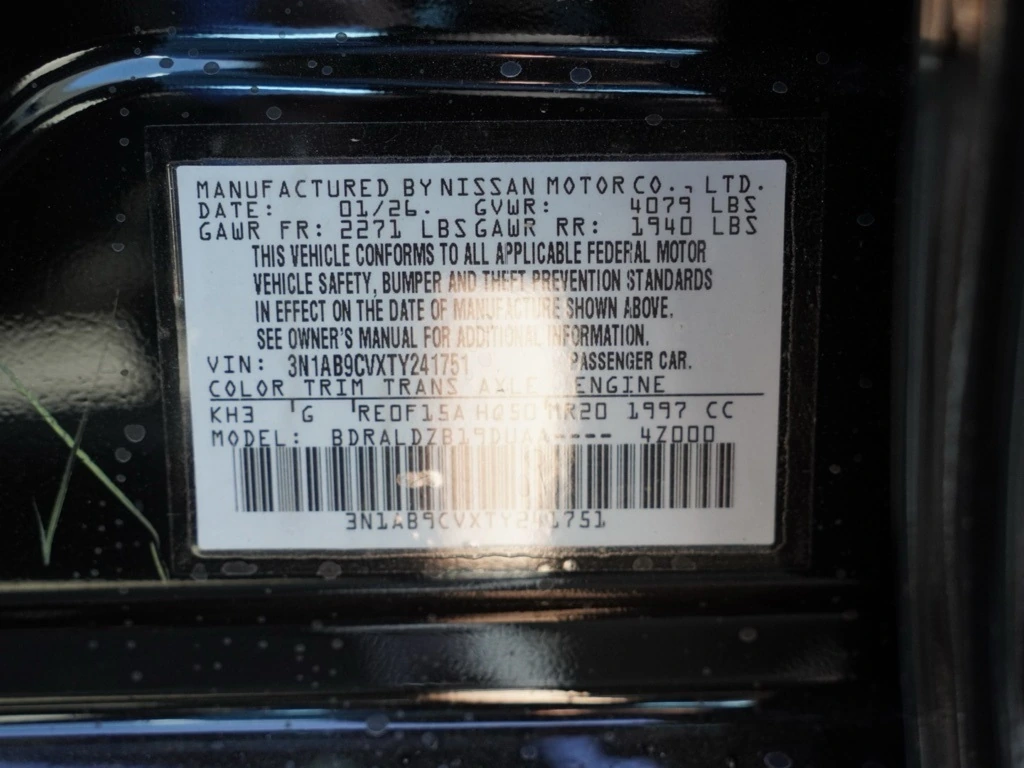 MANUFACTURED BY NISSAN MOTOR CO., LTD.
DATE: 01/26. GVWR: 4079 LBS
GAWR FR: 2271 LBS GAWR RR: 1940 LBS
THIS VEHICLE CONFORMS TO ALL APPLICABLE FEDERAL MOTOR
VEHICLE SAFETY, BUMPER AND THEFT PREVENTION STANDARDS
IN EFFECT ON THE DATE OF MANUFACTURE SHOWN ABOVE.
SEE OWNER'S MANUAL FOR ADDITIONAL INFORMATION.
VIN: 3N1AB9CVXTY241751 PASSENGER CAR.
COLOR TRIM TRANS AXLE ENGINE
KH3 G RE0F15A HQ50 MR20 1997 CC
MODEL: BDRALDZB19DUAA---- 4Z000
3N1AB9CVXTY241751